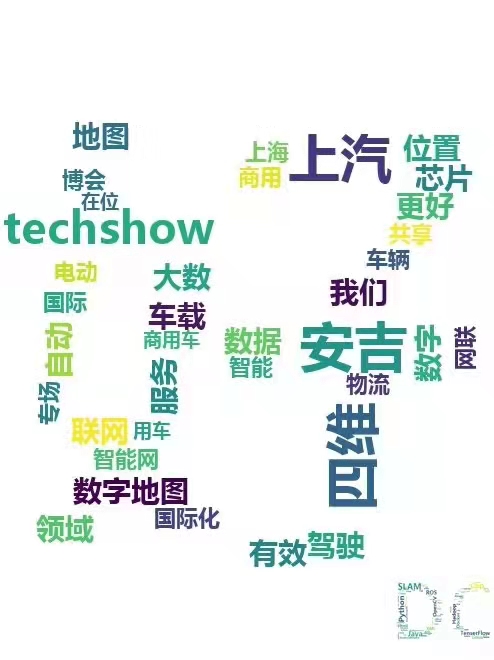 地图
上海
上汽
位置
商用
芯片
博会
在位
更好
techshow
共享
车辆
电动
大数
我们
国际
车载
商用车
数据
安吉
数字
网联
自动
智能
服务
物流
专场
联网
用车
四维
智能网
数字地图
领域
国际化
有效
驾驶
SLAM
ROS
Python
OpenCV
Hadoop
Java
TensorFlow